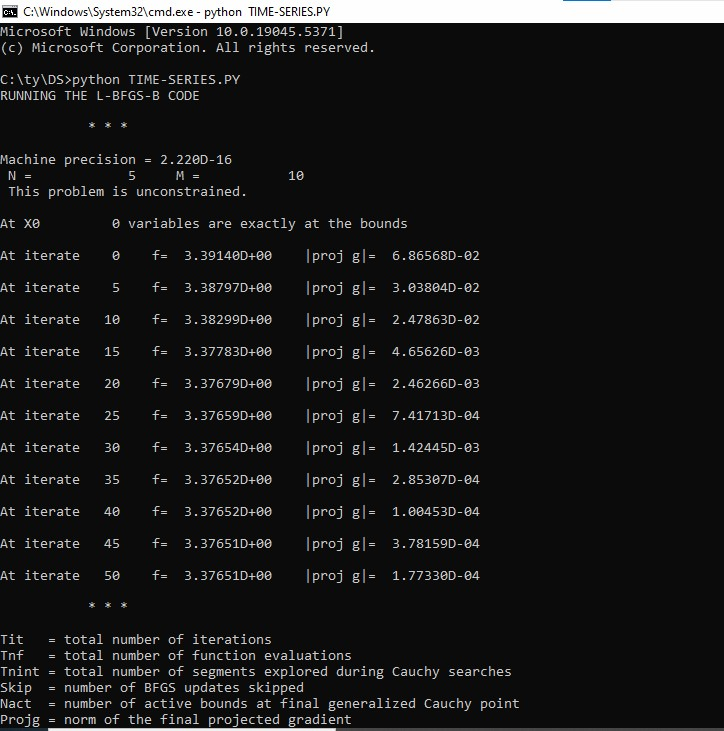 C:\Windows\System32\cmd.exe - python  TIME-SERIES.PY
Microsoft Windows [Version 10.0.19045.5371]
(c) Microsoft Corporation. All rights reserved.
C:\ty\DS>python TIME-SERIES.PY
RUNNING THE L-BFGS-B CODE
* * *
Machine precision = 2.220D-16
N =            5     M =           10
This problem is unconstrained.
At X0         0 variables are exactly at the bounds
At iterate    0    f=  3.39140D+00    |proj g|=  6.86568D-02
At iterate    5    f=  3.38797D+00    |proj g|=  3.03804D-02
At iterate   10    f=  3.38299D+00    |proj g|=  2.47863D-02
At iterate   15    f=  3.37783D+00    |proj g|=  4.65626D-03
At iterate   20    f=  3.37679D+00    |proj g|=  2.46266D-03
At iterate   25    f=  3.37659D+00    |proj g|=  7.41713D-04
At iterate   30    f=  3.37654D+00    |proj g|=  1.42445D-03
At iterate   35    f=  3.37652D+00    |proj g|=  2.85307D-04
At iterate   40    f=  3.37652D+00    |proj g|=  1.00453D-04
At iterate   45    f=  3.37651D+00    |proj g|=  3.78159D-04
At iterate   50    f=  3.37651D+00    |proj g|=  1.77330D-04
* * *
Tit   = total number of iterations
Tnf   = total number of function evaluations
Tnint = total number of segments explored during Cauchy searches
Skip  = number of BFGS updates skipped
Nact  = number of active bounds at final generalized Cauchy point
Projg = norm of the final projected gradient